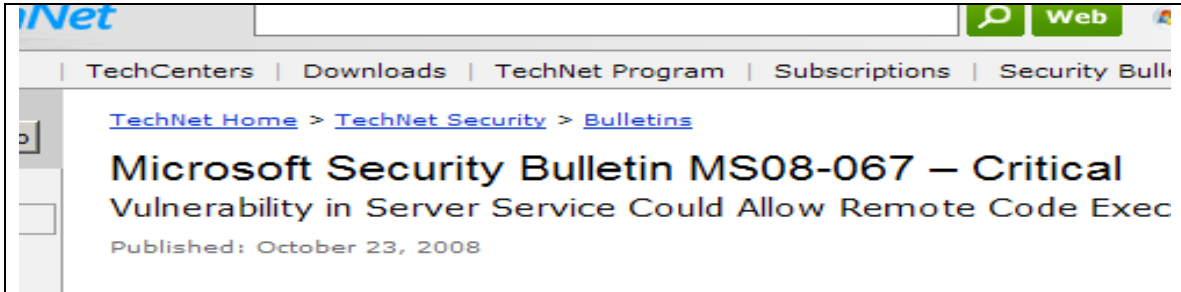 Net
Web
| TechCenters | Downloads | TechNet Program | Subscriptions | Security
TechNet Home > TechNet Security > Bulletins
Microsoft Security Bulletin MS08-067 – Critical
Vulnerability in Server Service Could Allow Remote Code Exec
Published: October 23, 2008